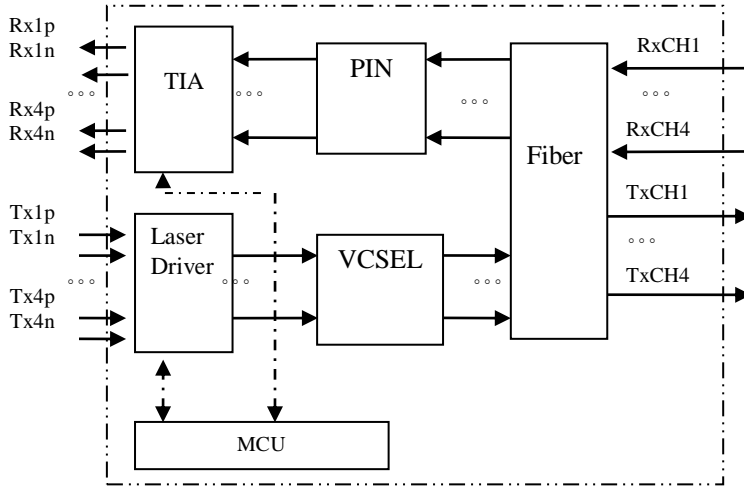 Rx1p
Rx1n
Rx4p
Rx4n
TIA
PIN
Fiber
RxCH1
RxCH4
TxCH1
TxCH4
Tx1p
Tx1n
Tx4p
Tx4n
Laser
Driver
VCSEL
MCU